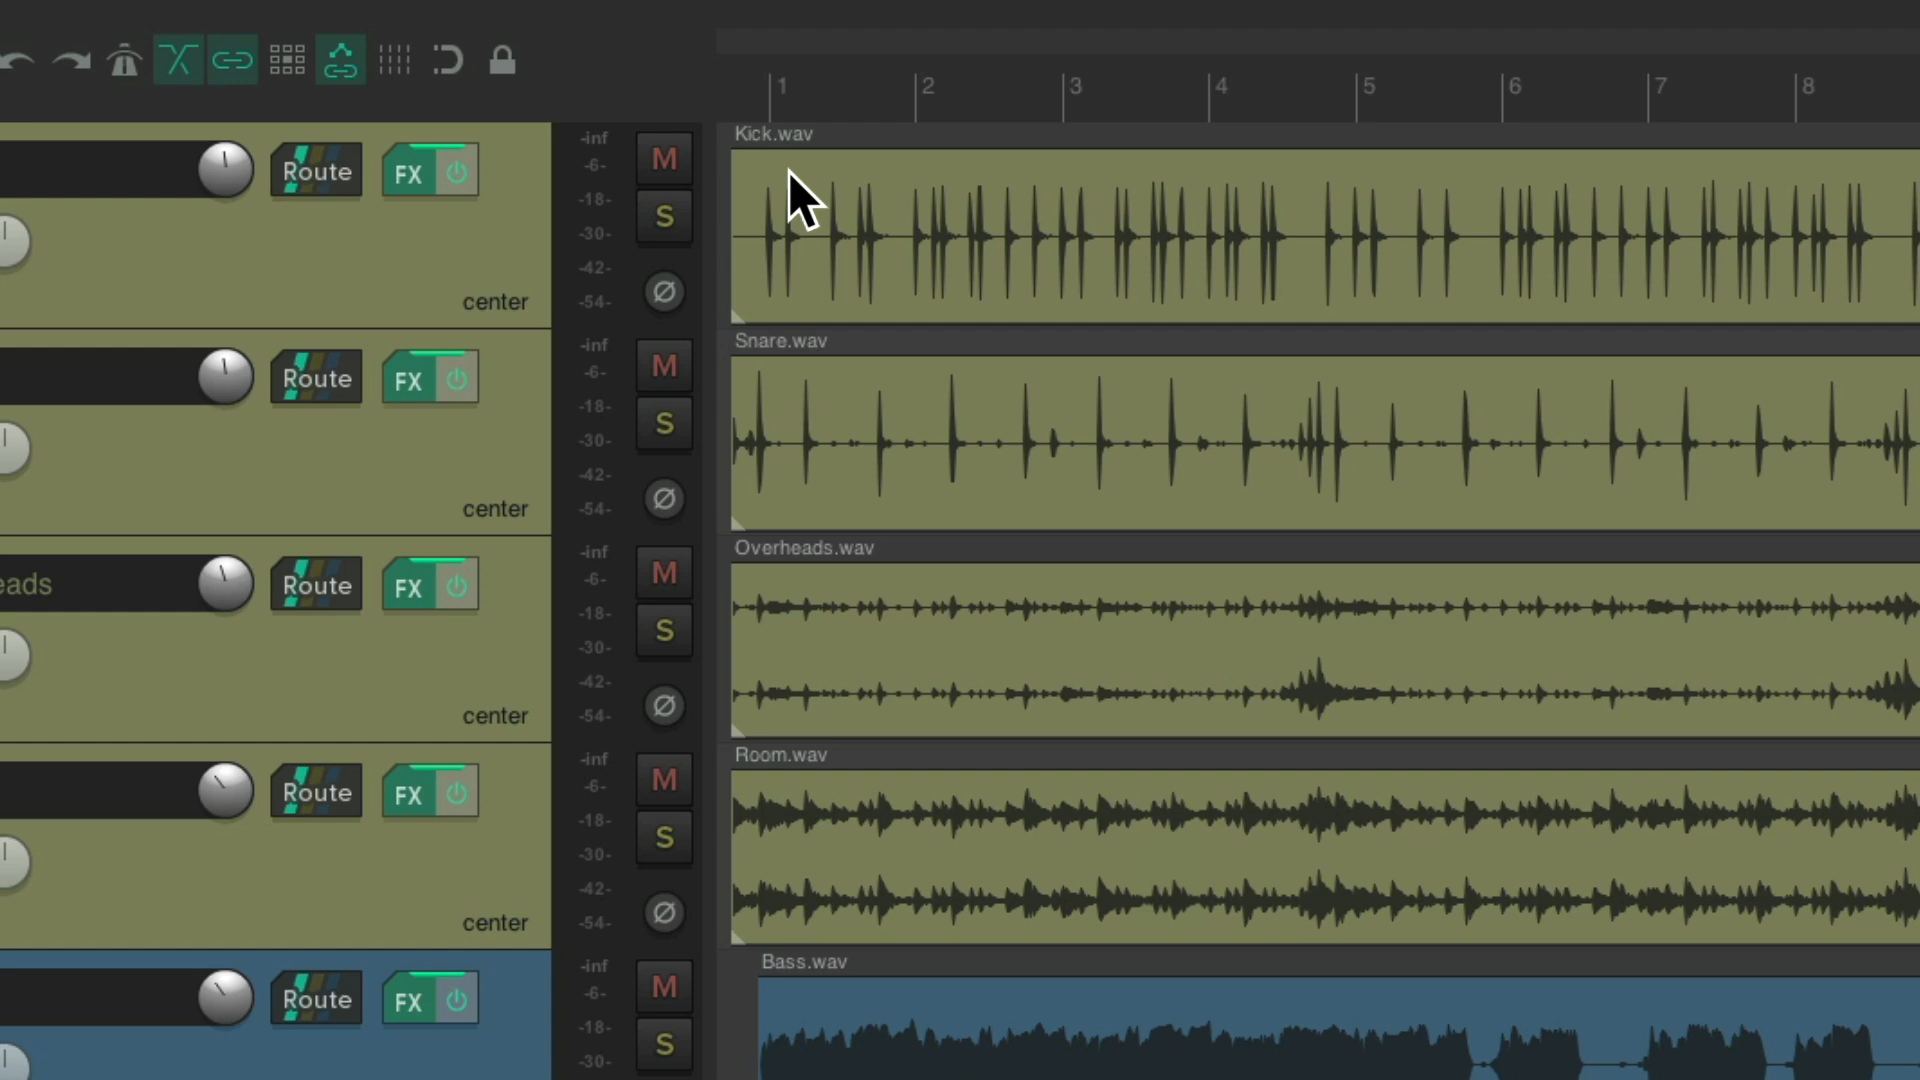 1 2 3 4 5 6 7 8
Kick.wav
Route FX
-inf
-6-
-18-
-30-
-42-
-54-
M
S
center
Snare.wav
Route FX
-inf
-6-
-18-
-30-
-42-
-54-
M
S
center
Overheads.wav
eads
Route FX
-inf
-6-
-18-
-30-
-42-
-54-
M
S
center
Room.wav
Route FX
-inf
-6-
-18-
-30-
-42-
-54-
M
S
center
Bass.wav
Route FX
-inf
-6-
-18-
-30-
M
S